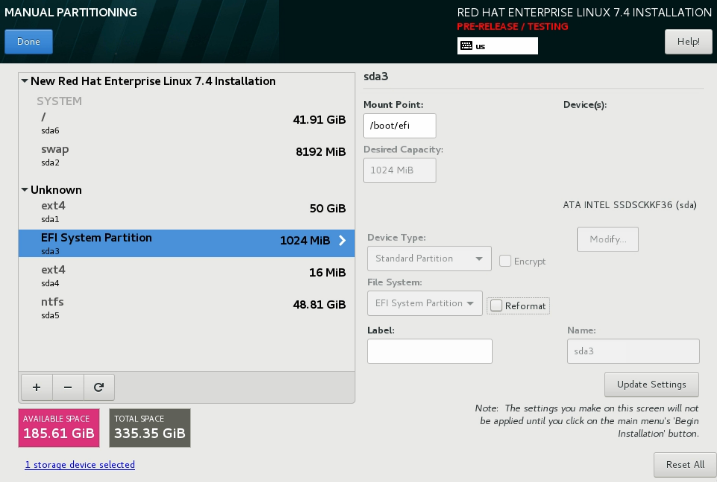 MANUAL PARTITIONING
RED HAT ENTERPRISE LINUX 7.4 INSTALLATION
PRE-RELEASE / TESTING
Done
us
Help!
New Red Hat Enterprise Linux 7.4 Installation
SYSTEM
/
41.91 GiB
sda6
swap
8192 MiB
sda2
Unknown
ext4
50 GiB
sda1
EFI System Partition
1024 MiB
sda3
ext4
16 MiB
sda4
ntfs
48.81 GiB
sda5
+ −
AVAILABLE SPACE
185.61 GiB
TOTAL SPACE
335.35 GiB
1 storage device selected
sda3
Mount Point:
Device(s):
/boot/efi
Desired Capacity:
1024 MiB
ATA INTEL SSDSCKKF36 (sda)
Device Type:
Modify...
Standard Partition
Encrypt
File System:
EFI System Partition
Reformat
Label:
Name:
sda3
Update Settings
Note: The settings you make on this screen will not
be applied until you click on the main menu's 'Begin
Installation' button.
Reset All